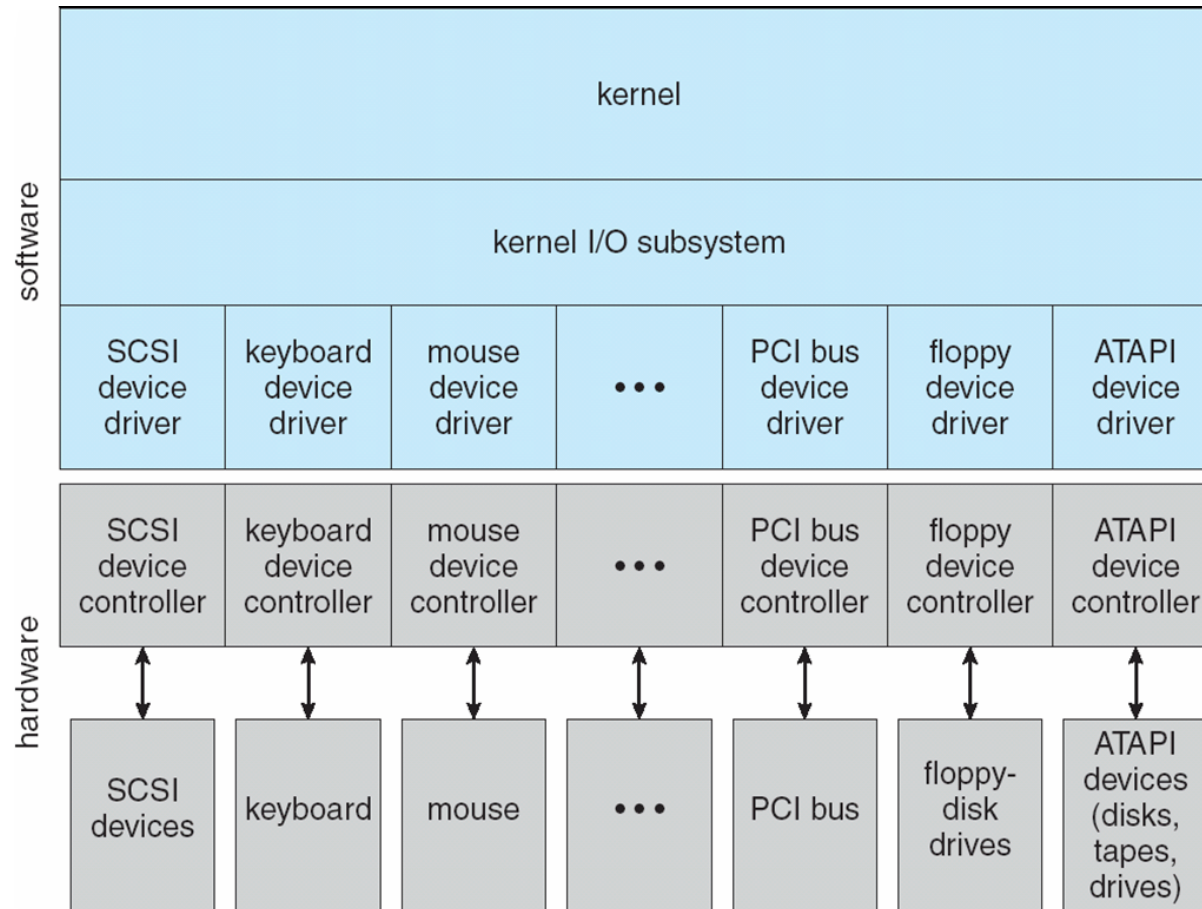 software
kernel
kernel I/O subsystem
SCSI
device
driver
keyboard
device
driver
mouse
device
driver
•••
PCI bus
device
driver
floppy
device
driver
ATAPI
device
driver
hardware
SCSI
device
controller
keyboard
device
controller
mouse
device
controller
•••
PCI bus
device
controller
floppy
device
controller
ATAPI
device
controller
SCSI
devices
keyboard
mouse
•••
PCI bus
floppy-
disk
drives
ATAPI
devices
(disks,
tapes,
drives)